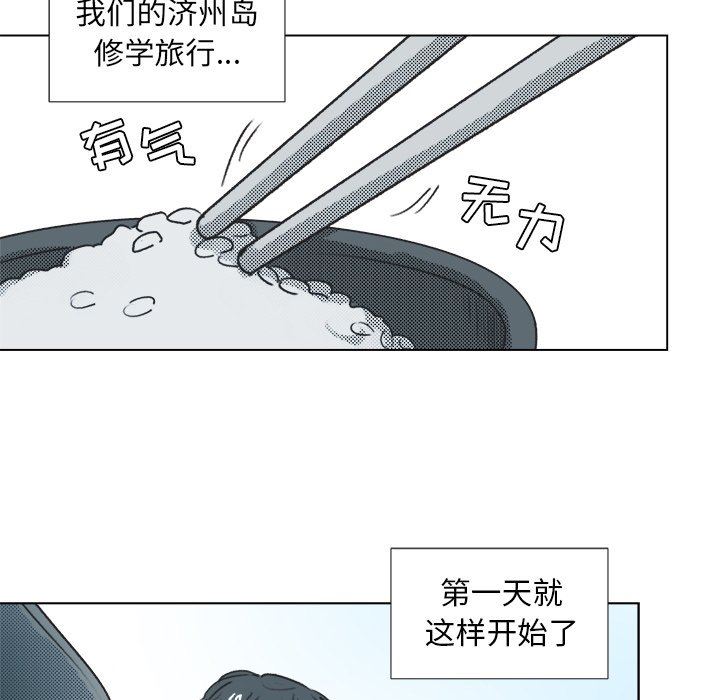 我们的济州岛
修学旅行...
有气
无力
第一天就
这样开始了